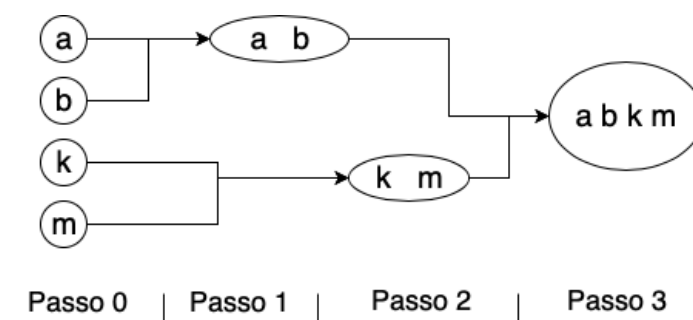 a
b
k
m
a b
k m
a b k m
Passo 0 | Passo 1 | Passo 2 | Passo 3